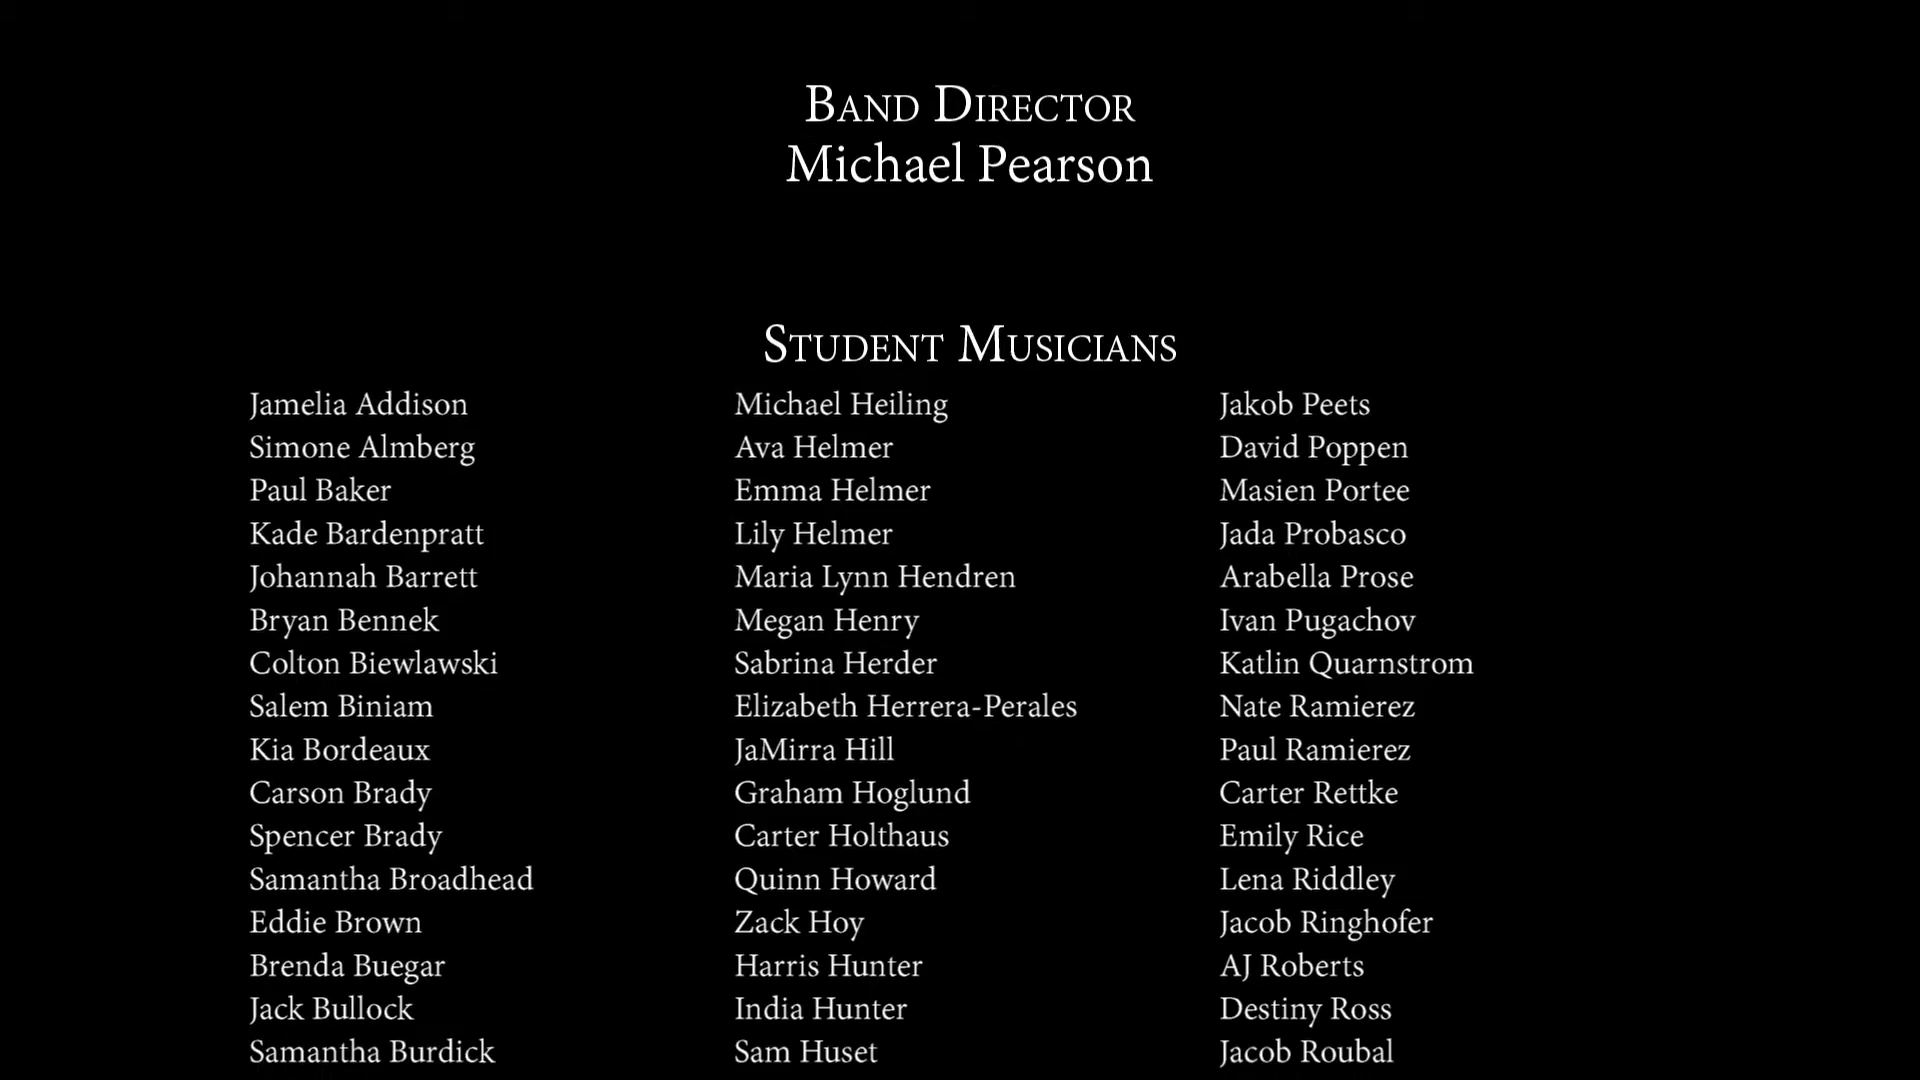 Band Director
Michael Pearson
Student Musicians
Jamelia Addison
Simone Almberg
Paul Baker
Kade Bardenpratt
Johannah Barrett
Bryan Bennek
Colton Biewlawski
Salem Biniam
Kia Bordeaux
Carson Brady
Spencer Brady
Samantha Broadhead
Eddie Brown
Brenda Buegar
Jack Bullock
Samantha Burdick
Michael Heiling
Ava Helmer
Emma Helmer
Lily Helmer
Maria Lynn Hendren
Megan Henry
Sabrina Herder
Elizabeth Herrera-Perales
JaMirra Hill
Graham Hoglund
Carter Holthaus
Quinn Howard
Zack Hoy
Harris Hunter
India Hunter
Sam Huset
Jakob Peets
David Poppen
Masien Portee
Jada Probasco
Arabella Prose
Ivan Pugachov
Katlin Quarnstrom
Nate Ramierez
Paul Ramierez
Carter Rettke
Emily Rice
Lena Riddley
Jacob Ringhofer
AJ Roberts
Destiny Ross
Jacob Roubal